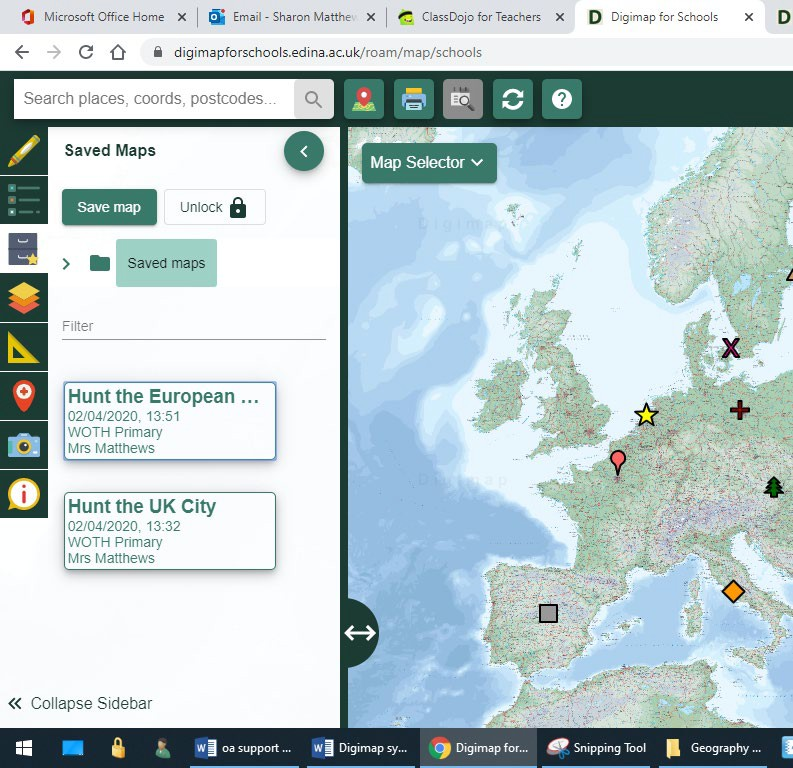 Microsoft Office Home
Email - Sharon Matthew
ClassDojo for Teachers
Digimap for Schools
digimapforschools.edina.ac.uk/roam/map/schools
Search places, coords, postcodes...
Saved Maps
Map Selector
Save map
Unlock
Saved maps
Filter
Hunt the European ...
02/04/2020, 13:51
WOTH Primary
Mrs Matthews
Hunt the UK City
02/04/2020, 13:32
WOTH Primary
Mrs Matthews
Digimap
Digimap
Collapse Sidebar
oa support ...
Digimap sy...
Digimap for...
Snipping Tool
Geography ...